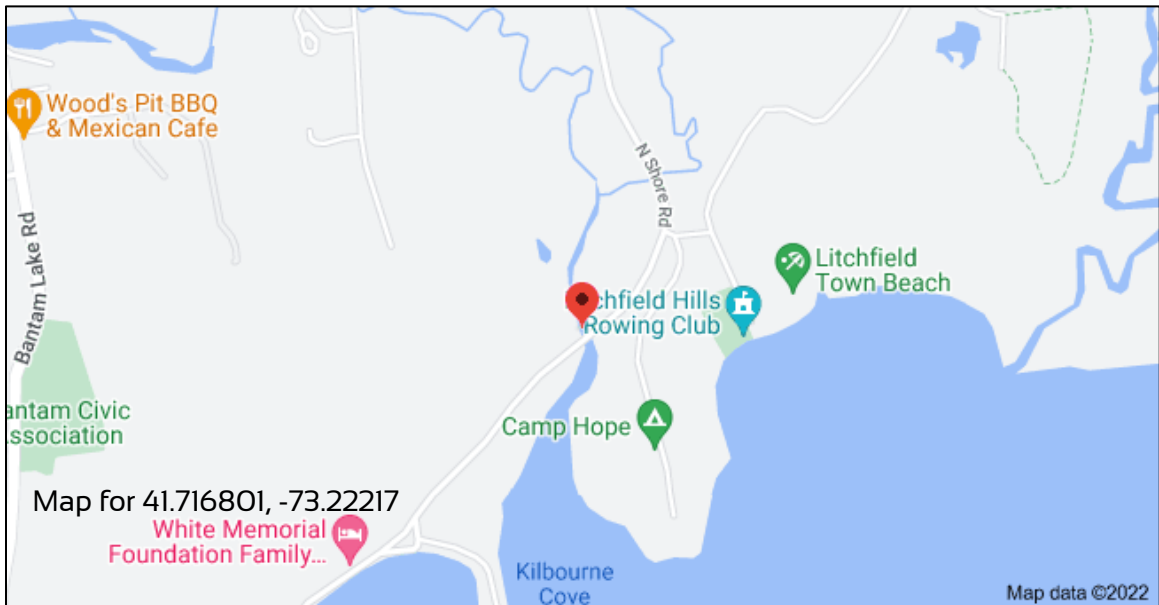 Wood's Pit BBQ
& Mexican Cafe
N Shore Rd
Bantam Lake Rd
Litchfield
Town Beach
chfield Hills
Rowing Club
antam Civic
ssociation
Camp Hope
Map for 41.716801, -73.22217
White Memorial
Foundation Family...
Kilbourne
Cove
Map data ©2022